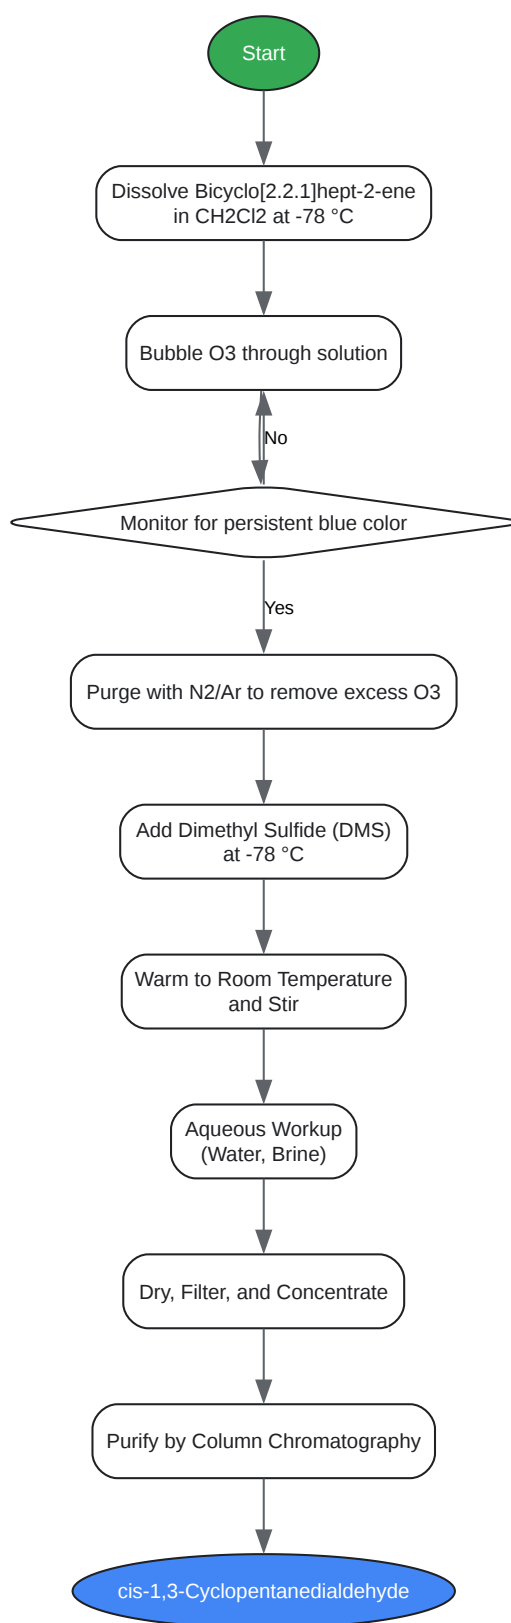 Start
Dissolve Bicyclo[2.2.1]hept-2-ene
in CH2Cl2 at -78 °C
Bubble O3 through solution
No
Monitor for persistent blue color
Yes
Purge with N2/Ar to remove excess O3
Add Dimethyl Sulfide (DMS)
at -78 °C
Warm to Room Temperature
and Stir
Aqueous Workup
(Water, Brine)
Dry, Filter, and Concentrate
Purify by Column Chromatography
cis-1,3-Cyclopentanedialdehyde